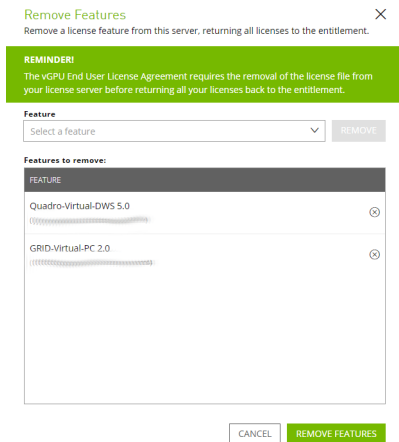 Remove Features
Remove a license feature from this server, returning all licenses to the entitlement.
REMINDER!
The vGPU End User License Agreement requires the removal of the license file from
your license server before returning all your licenses back to the entitlement.
Feature
Select a feature
REMOVE
Features to remove:
FEATURE
Quadro-Virtual-DWS 5.0
GRID-Virtual-PC 2.0
CANCEL
REMOVE FEATURES